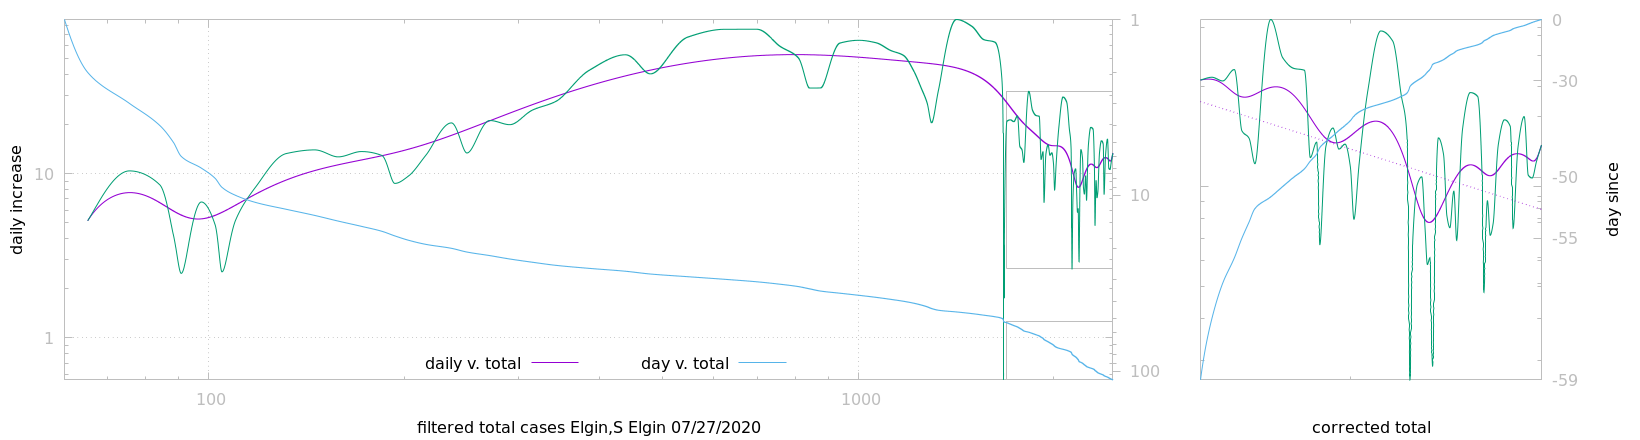 daily increase
10
1
100
1000
daily v. total
day v. total
filtered total cases Elgin,S Elgin 07/27/2020
1
10
100
0
-30
-50
-55
-59
day since
corrected total